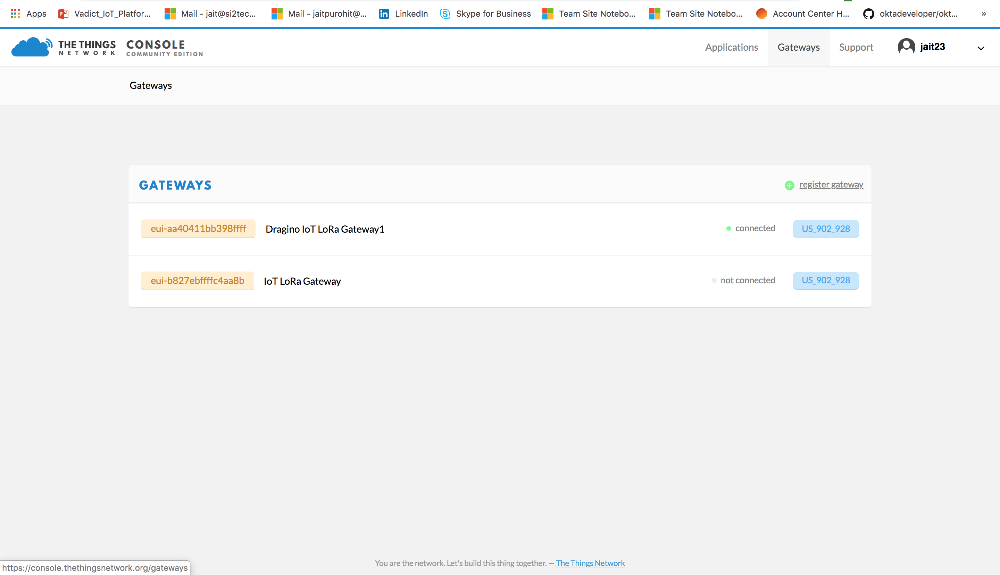 Apps Vadict_IoT_Platfor... Mail - jait@si2tec... Mail - jaitpurohit@... LinkedIn Skype for Business Team Site Notebo... Team Site Notebo... Account Center H... oktadeveloper/okt... »
THE THINGS NETWORK CONSOLE COMMUNITY EDITION Applications Gateways Support jait23
Gateways
GATEWAYS register gateway
eui-aa40411bb398ffff Dragino IoT LoRa Gateway1 connected US_902_928
eui-b827ebffffc4aa8b IoT LoRa Gateway not connected US_902_928
You are the network. Let's build this thing together. — The Things Network
https://console.thethingsnetwork.org/gateways